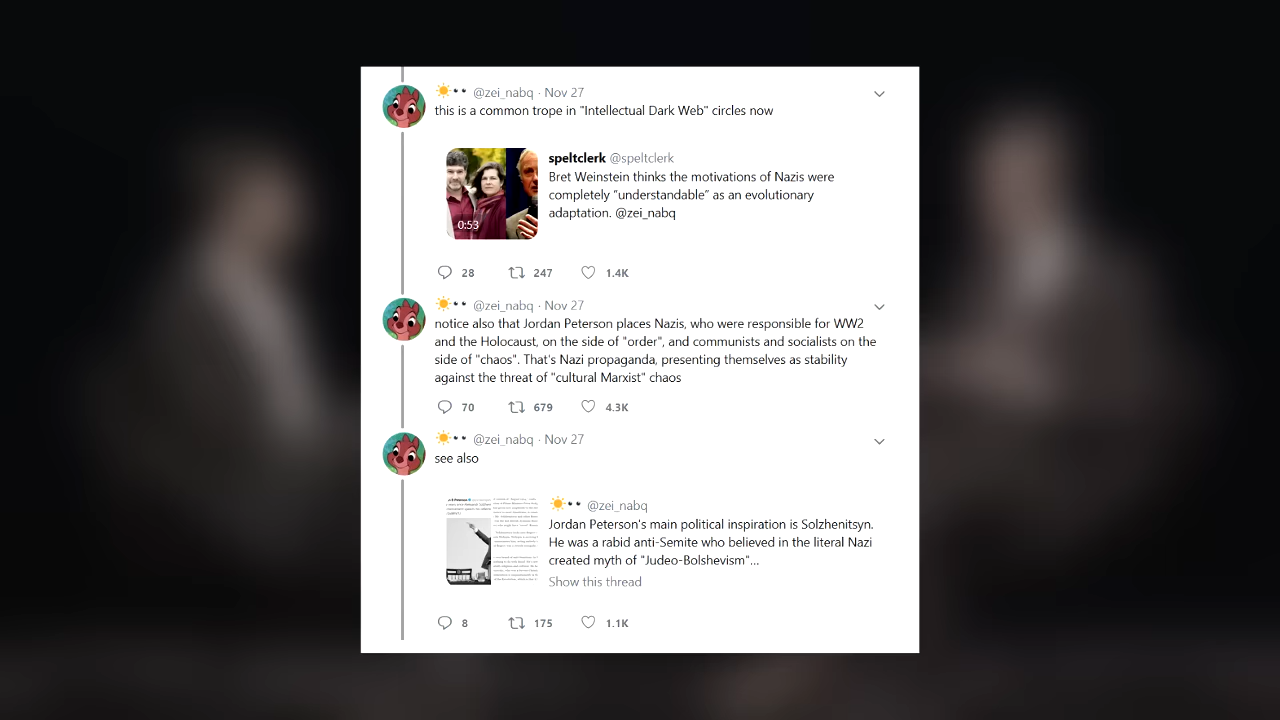 @zei_nabq · Nov 27
this is a common trope in "Intellectual Dark Web" circles now
speltclerk @speltclerk
Bret Weinstein thinks the motivations of Nazis were
completely “understandable” as an evolutionary
adaptation. @zei_nabq
0:53
28 247 1.4K
@zei_nabq · Nov 27
notice also that Jordan Peterson places Nazis, who were responsible for WW2
and the Holocaust, on the side of "order", and communists and socialists on the
side of "chaos". That's Nazi propaganda, presenting themselves as stability
against the threat of "cultural Marxist" chaos
70 679 4.3K
@zei_nabq · Nov 27
see also
@zei_nabq
Jordan Peterson's main political inspiration is Solzhenitsyn.
He was a rabid anti-Semite who believed in the literal Nazi
created myth of "Judeo-Bolshevism"...
Show this thread
8 175 1.1K